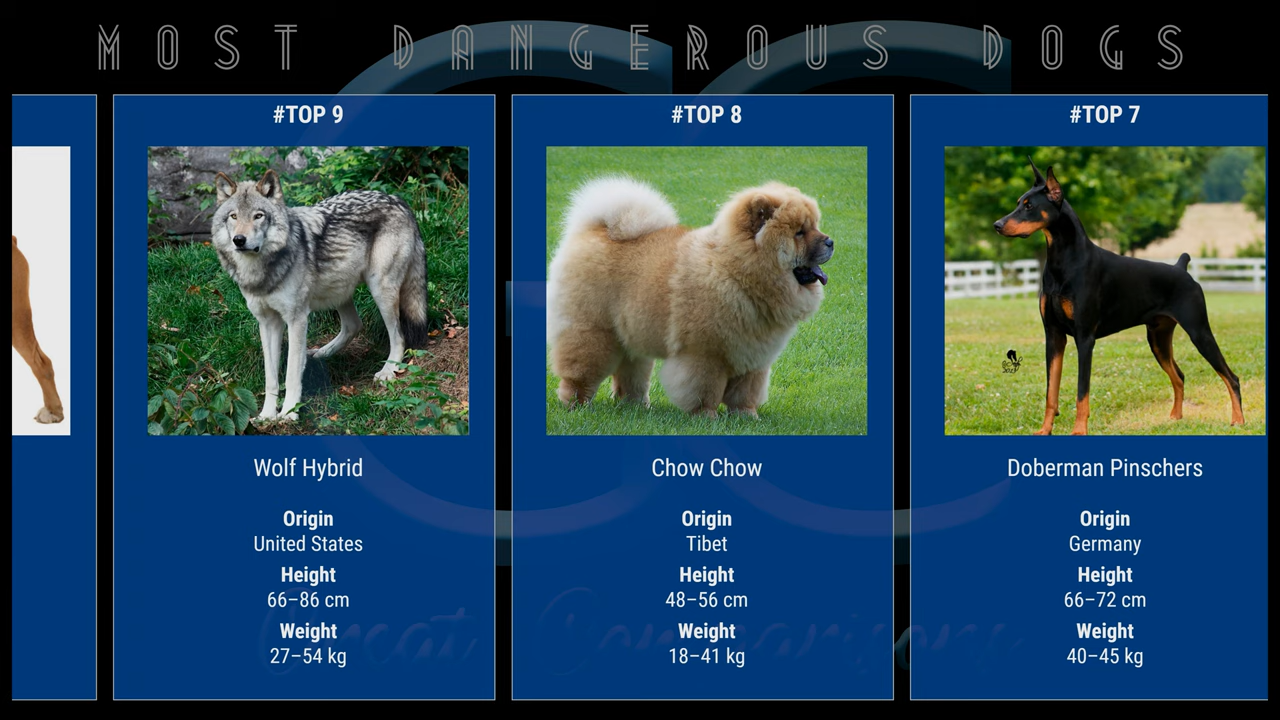 MOST DANGEROUS DOGS
#TOP 9
Wolf Hybrid
Origin
United States
Height
66–86 cm
Weight
27–54 kg
#TOP 8
Chow Chow
Origin
Tibet
Height
48–56 cm
Weight
18–41 kg
#TOP 7
Doberman Pinschers
Origin
Germany
Height
66–72 cm
Weight
40–45 kg